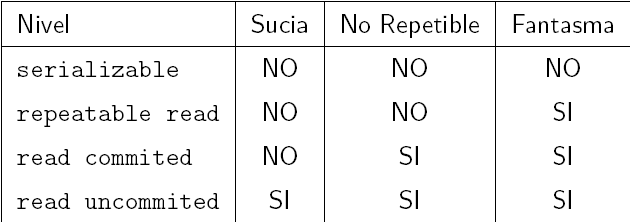 Nivel Sucia No Repetible Fantasma
serializable NO NO NO
repeatable read NO NO SI
read commited NO SI SI
read uncommited SI SI SI